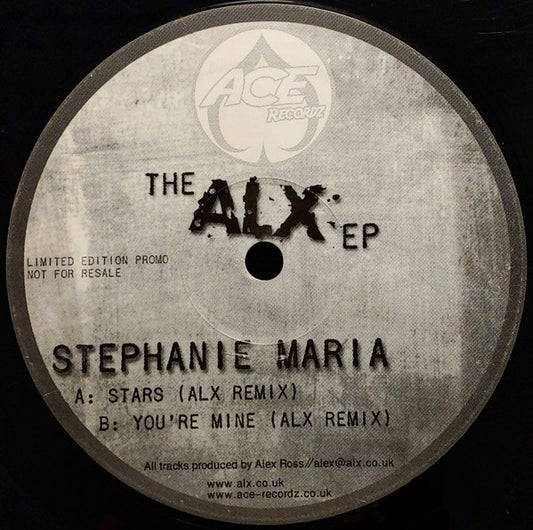 ACE
RECORDZ
THE ALX EP
LIMITED EDITION PROMO
NOT FOR RESALE
STEPHANIE MARIA
A: STARS (ALX REMIX)
B: YOU'RE MINE (ALX REMIX)
All tracks produced by Alex Ross//alex@alx.co.uk
www.alx.co.uk
www.ace-recordz.co.uk